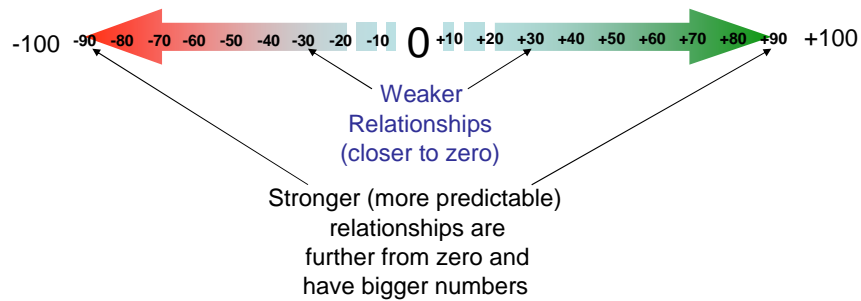 -100 -90 -80 -70 -60 -50 -40 -30 -20 -10 0 +10 +20 +30 +40 +50 +60 +70 +80 +90 +100
Weaker
Relationships
(closer to zero)
Stronger (more predictable)
relationships are
further from zero and
have bigger numbers